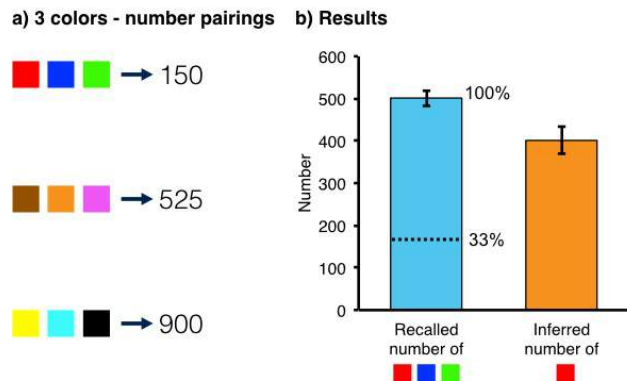 a) 3 colors - number pairings
150
525
900
b) Results
Number
600
500
400
300
200
100
0
100%
33%
Recalled
number of
Inferred
number of